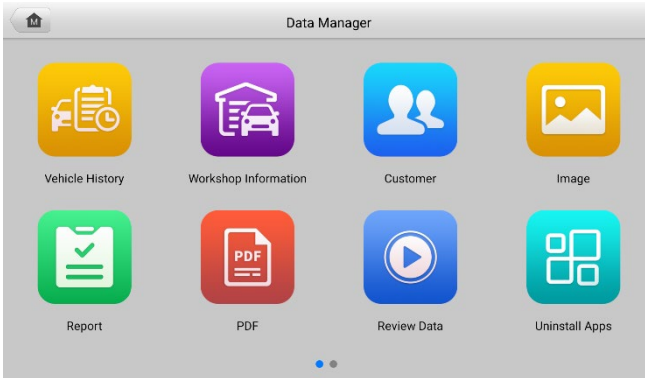 M
Data Manager
Vehicle History
Workshop Information
Customer
Image
PDF
Report
PDF
Review Data
Uninstall Apps